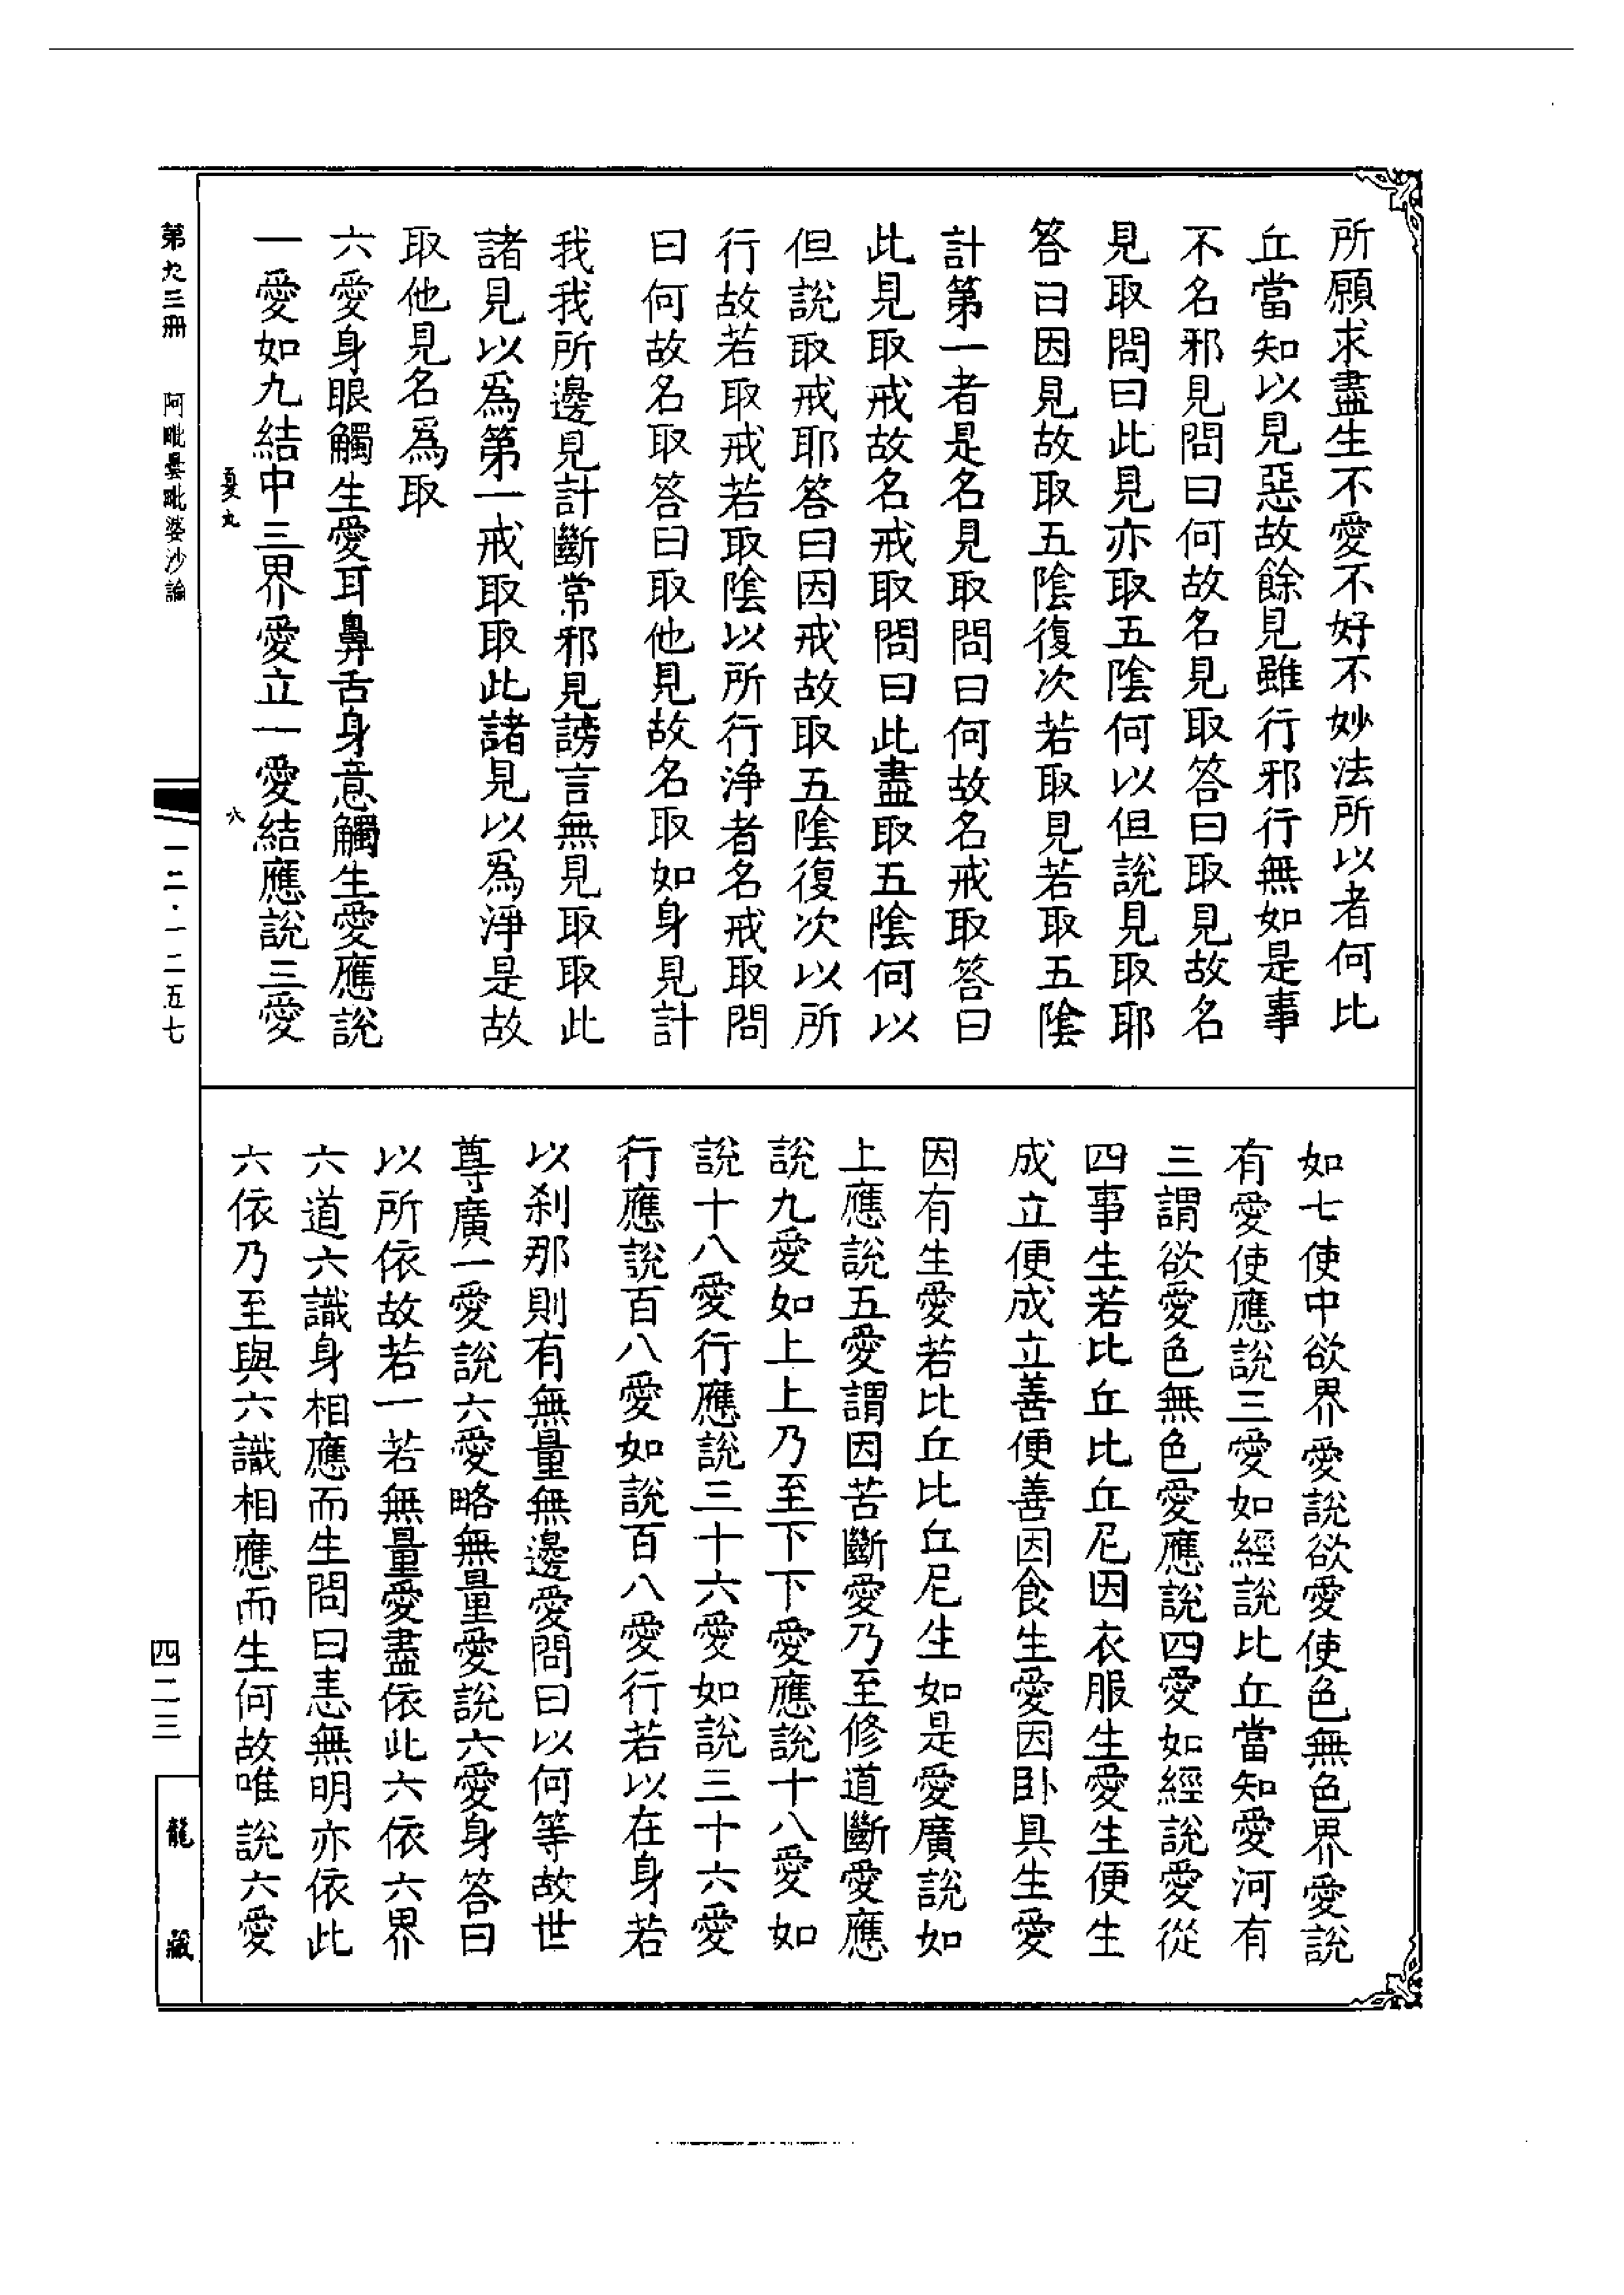 所願求盡生不愛不好不妙法所以者何比
丘當知以見惡故餘見雖行邪行無如是事
不名邪見問曰何故名見取答曰取見故名
見取問曰此見亦取五陰何以但說見取耶
答曰因見故取五陰復次若取見若取五陰
計第一者是名見取問曰何故名戒取答曰
此見取戒故名戒取問曰此盡取五陰何以
但說取戒耶答曰因戒故取五陰復次以所
行故若取戒若取陰以所行淨者名戒取問
曰何故名取答曰取他見故名取如身見計
我我所邊見計斷常邪見謗言無見取取此
諸見以爲第一戒取取此諸見以爲淨是故
取他見名爲取
六愛身眼觸生愛耳鼻舌身意觸生愛應說
一愛如九結中三界愛立一愛結應說三愛
如七使中欲界愛說欲愛使色無色界愛說
有愛使應說三愛如經說比丘當知愛河有
三謂欲愛色無色愛應說四愛如經說愛從
四事生若比丘比丘尼因衣服生愛生便生
成立便成立善便善因食生愛因卧具生愛
因有生愛若比丘比丘尼生如是愛廣說如
上應說五愛謂因苦斷愛乃至修道斷愛應
說九愛如上上乃至下下愛應說十八愛如
說十八愛行應說三十六愛如說三十六愛
行應說百八愛如說百八愛行若以在身若
以刹那則有無量無邊愛問曰以何等故世
尊廣一愛說六愛略無量愛說六愛身答曰
以所依故若一若無量愛盡依此六依六界
六道六識身相應而生問曰恚無明亦依此
六依乃至與六識相應而生何故唯說六愛
第九三冊
阿毗曇毗婆沙論
六
一二·一二五七
四二三
龍藏